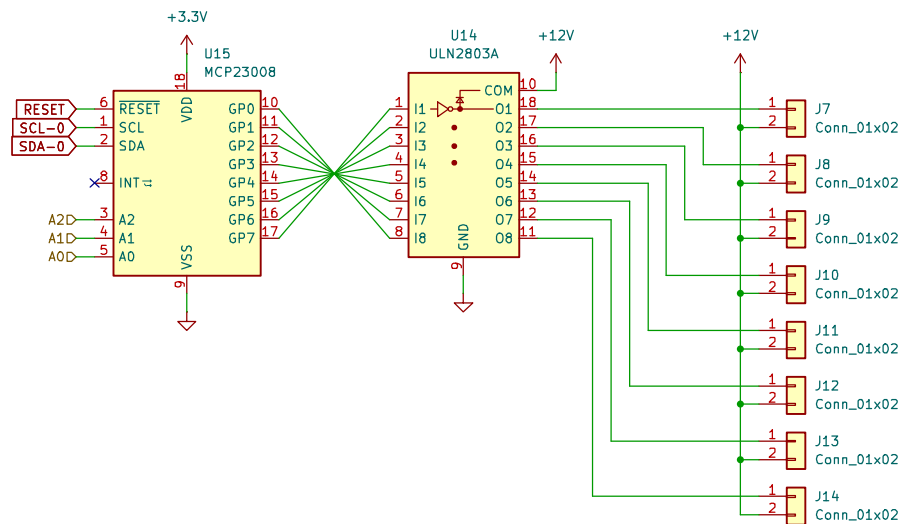 +3.3V
U15
MCP23008
18
VDD
6 RESET
RESET
1 SCL
SCL-0
2 SDA
SDA-0
8 INT
A2 3 A2
A1 4 A1
A0 5 A0
GP0 10
GP1 11
GP2 12
GP3 13
GP4 14
GP5 15
GP6 16
GP7 17
VSS
9
U14
ULN2803A
+12V
COM 10
1 I1
2 I2
3 I3
4 I4
5 I5
6 I6
7 I7
8 I8
O1 18
O2 17
O3 16
O4 15
O5 14
O6 13
O7 12
O8 11
GND
9
+12V
1 J7
2 Conn_01x02
1 J8
2 Conn_01x02
1 J9
2 Conn_01x02
1 J10
2 Conn_01x02
1 J11
2 Conn_01x02
1 J12
2 Conn_01x02
1 J13
2 Conn_01x02
1 J14
2 Conn_01x02